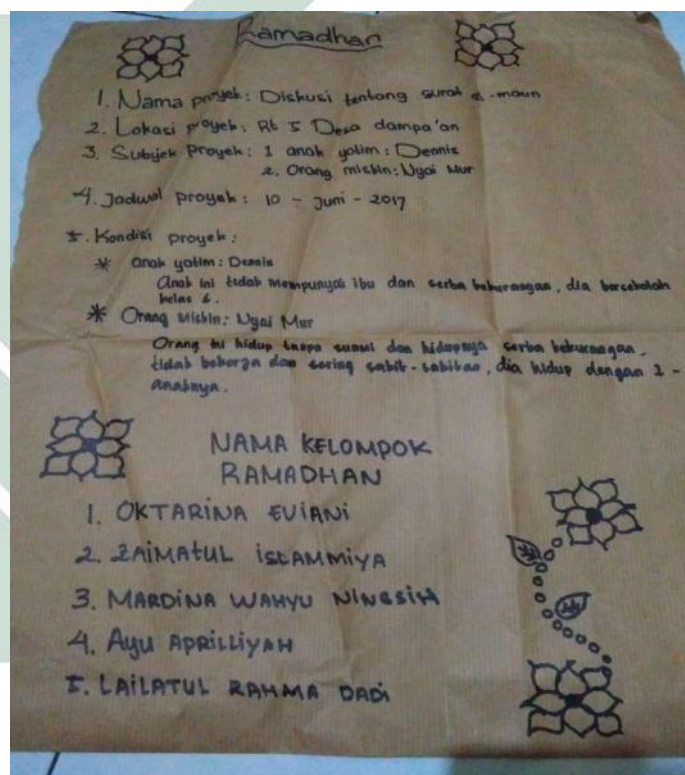 Ramadhan
1. Nama proyek: Diskusi tentang surat al-maun
2. Lokasi proyek: Rt 5 Desa dampa'an
3. Subyek Proyek: 1 anak yatim: Dennis
2. Orang miskin: Nyai Mur
4. Jadwal proyek: 10 - Juni - 2017
5. Kondisi proyek:
* anak yatim: Dennis
Anak ini tidak mempunyai ibu dan serba kekurangan, dia bersekolah
kelas 6.
* Orang miskin: Nyai Mur
Orang ini hidup tanpa suami dan hidupnya serba kekurangan,
tidak bekerja dan sering sakit-sakitan, dia hidup dengan 2 -
anaknya.
NAMA KELOMPOK
RAMADHAN
1. OKTARINA EVIANI
2. ZAIMATUL ISLAMMIYA
3. MARDINA WAHYU NINGSIH
4. Ayu APRILLIYAH
5. LAILATUL RAHMA DADI